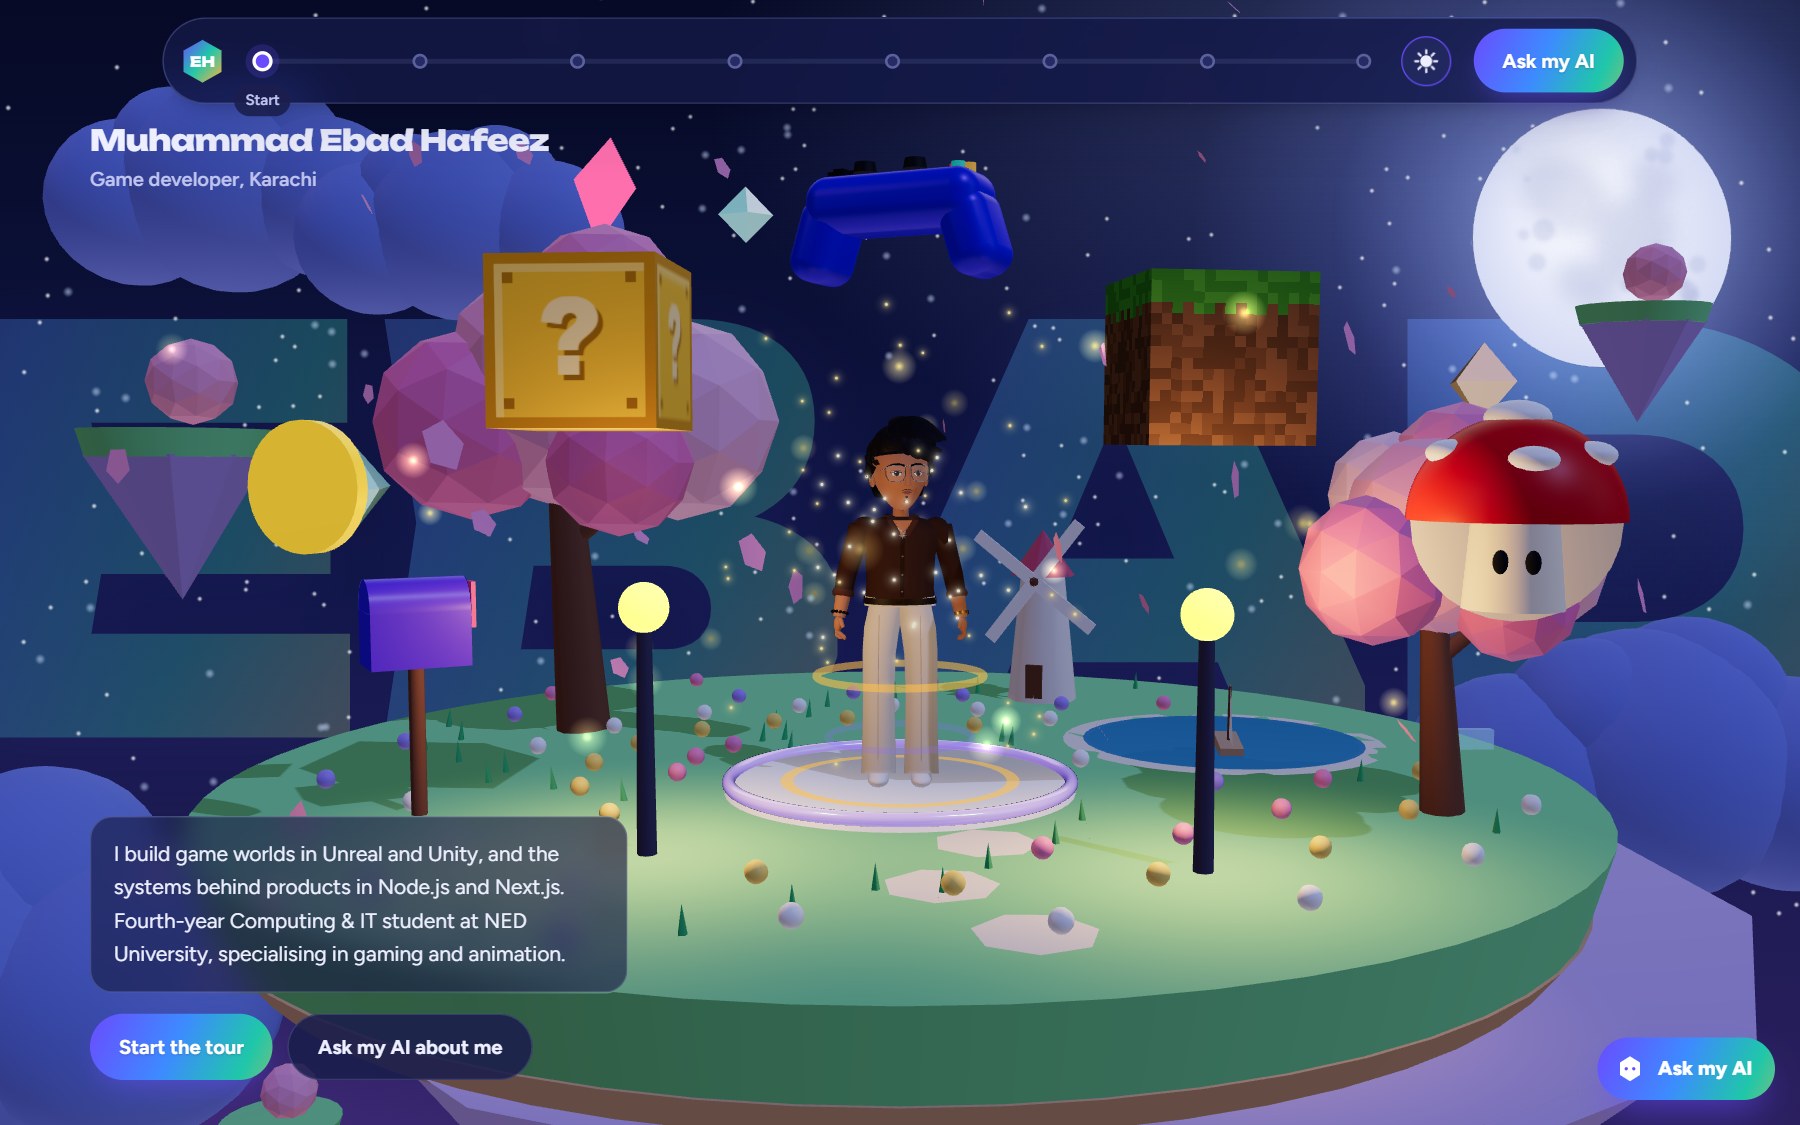 EH
Start
Ask my AI
Muhammad Ebad Hafeez
Game developer, Karachi
?
?
EBAD
I build game worlds in Unreal and Unity, and the
systems behind products in Node.js and Next.js.
Fourth-year Computing & IT student at NED
University, specialising in gaming and animation.
Start the tour
Ask my AI about me
Ask my AI